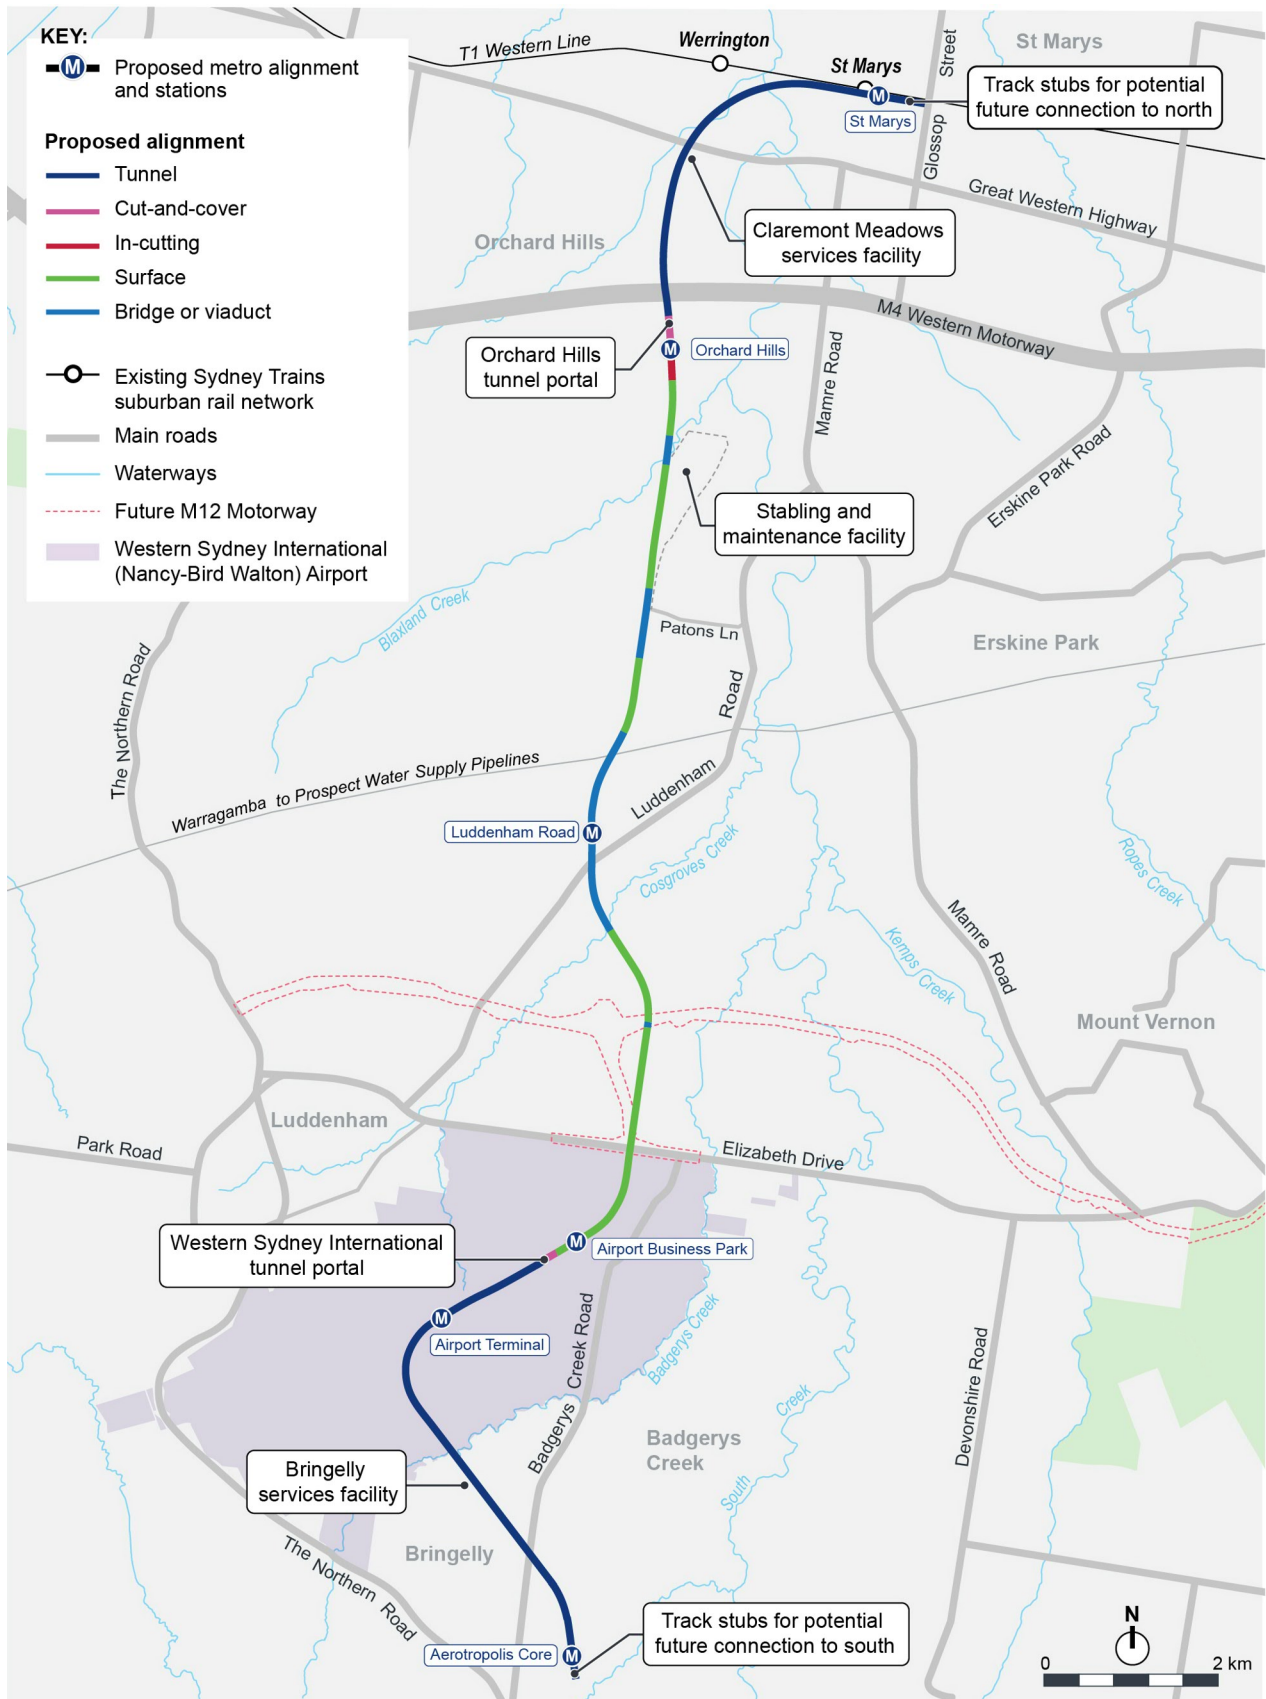 KEY:
Proposed metro alignment
and stations
Proposed alignment
Tunnel
Cut-and-cover
In-cutting
Surface
Bridge or viaduct
Existing Sydney Trains
suburban rail network
Main roads
Waterways
Future M12 Motorway
Western Sydney International
(Nancy-Bird Walton) Airport
T1 Western Line
Werrington
St Marys
M
St Marys
Street
Glossop
St Marys
Track stubs for potential
future connection to north
Great Western Highway
Claremont Meadows
services facility
Orchard Hills
M4 Western Motorway
Orchard Hills
tunnel portal
M
Orchard Hills
Mamre Road
Erskine Park Road
Stabling and
maintenance facility
Blaxland Creek
Patons Ln
Erskine Park
The Northern Road
Warragamba to Prospect Water Supply Pipelines
Luddenham
Road
Luddenham Road
M
Cosgroves Creek
Ropes Creek
Kemps Creek
Mamre Road
Mount Vernon
Luddenham
Park Road
Elizabeth Drive
Western Sydney International
tunnel portal
M
Airport Business Park
M
Airport Terminal
Badgerys Creek
Badgerys
Creek Road
Devonshire Road
South
Creek
Badgerys
Creek
Bringelly
services facility
Bringelly
The Northern Road
Aerotropolis Core
M
Track stubs for potential
future connection to south
N
0
2 km
M